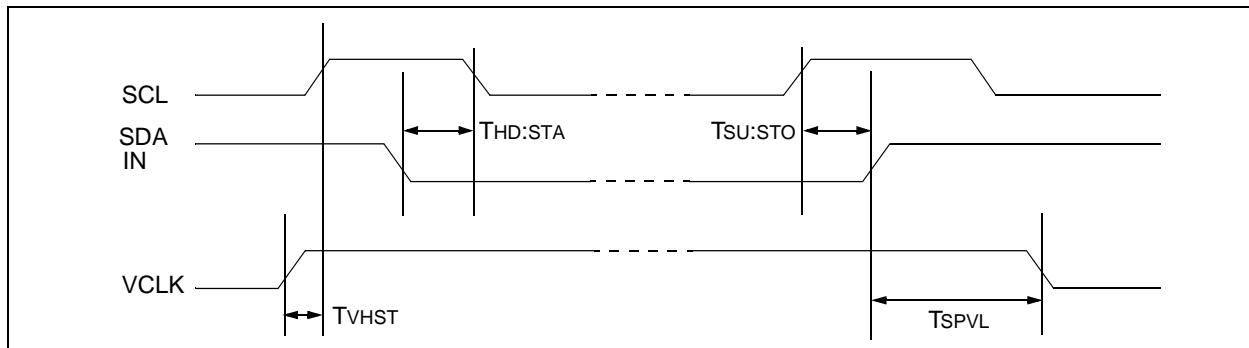 SCL
THD:STA
TSU:STO
SDA
IN
VCLK
TVHST
TSPVL